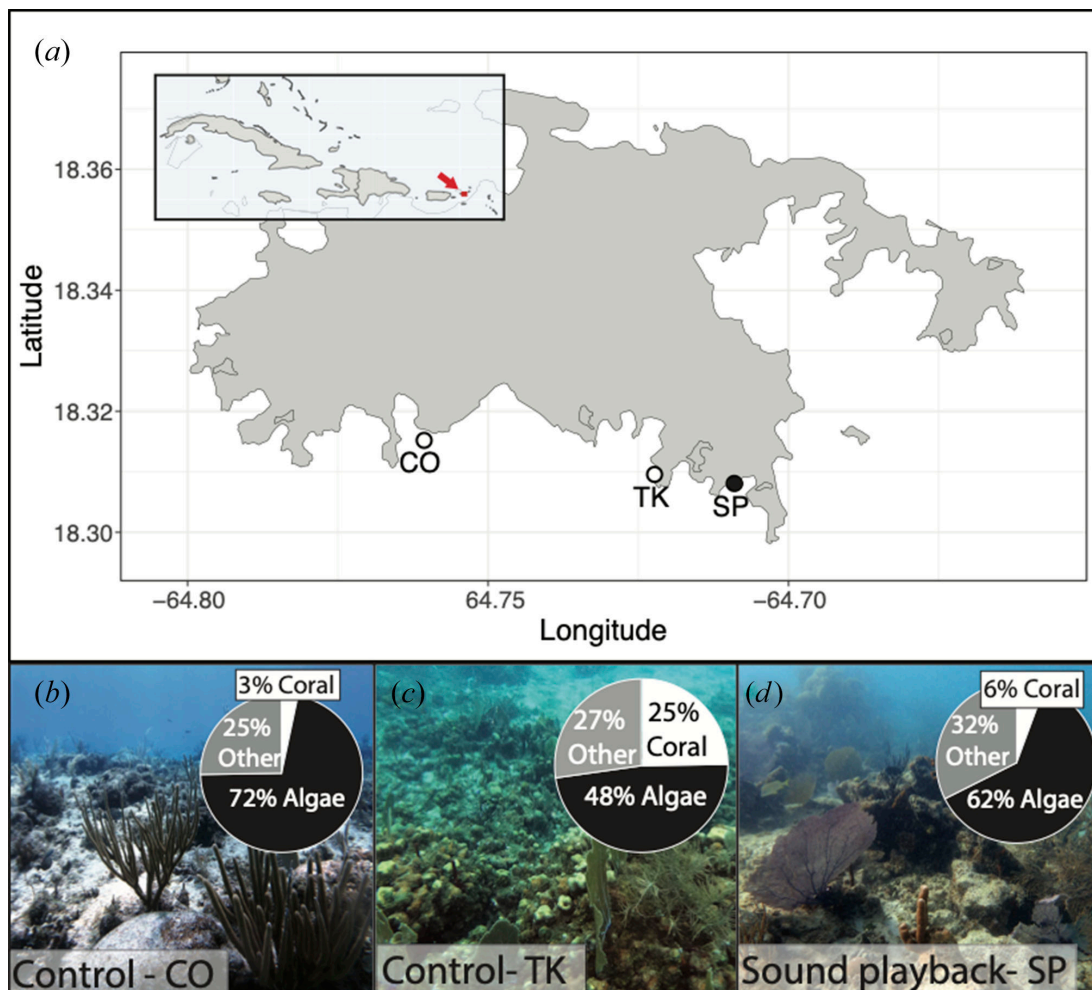 (a)
Latitude
18.36
18.34
18.32
18.30
CO
TK
SP
−64.80
64.75
−64.70
Longitude
(b)
3% Coral
25%
Other
72% Algae
Control - CO
(c)
27%
Other
25%
Coral
48% Algae
Control- TK
(d)
6% Coral
32%
Other
62% Algae
Sound playback- SP